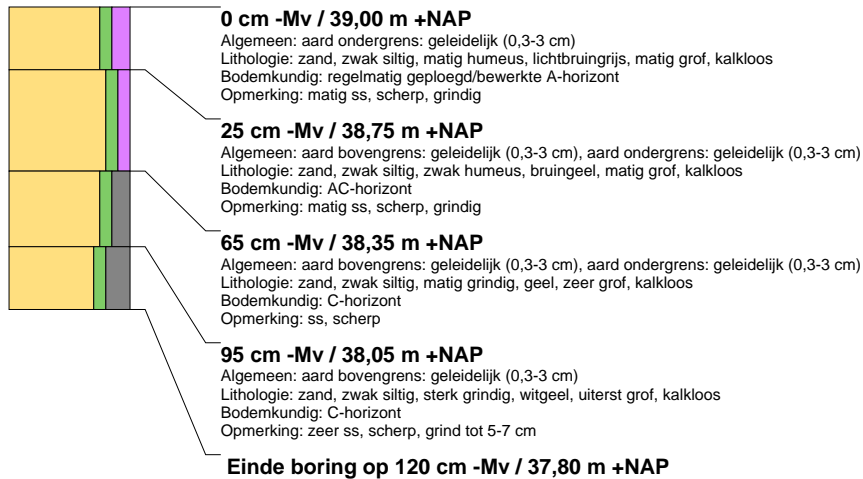 0 cm -Mv / 39,00 m +NAP
Algemeen: aard ondergrens: geleidelijk (0,3-3 cm)
Lithologie: zand, zwak siltig, matig humeus, lichtbruingrijs, matig grof, kalkloos
Bodemkundig: regelmatig geploegd/bewerkte A-horizont
Opmerking: matig ss, scherp, grindig
25 cm -Mv / 38,75 m +NAP
Algemeen: aard bovengrens: geleidelijk (0,3-3 cm), aard ondergrens: geleidelijk (0,3-3 cm)
Lithologie: zand, zwak siltig, zwak humeus, bruingeel, matig grof, kalkloos
Bodemkundig: AC-horizont
Opmerking: matig ss, scherp, grindig
65 cm -Mv / 38,35 m +NAP
Algemeen: aard bovengrens: geleidelijk (0,3-3 cm), aard ondergrens: geleidelijk (0,3-3 cm)
Lithologie: zand, zwak siltig, matig grindig, geel, zeer grof, kalkloos
Bodemkundig: C-horizont
Opmerking: ss, scherp
95 cm -Mv / 38,05 m +NAP
Algemeen: aard bovengrens: geleidelijk (0,3-3 cm)
Lithologie: zand, zwak siltig, sterk grindig, witgeel, uiterst grof, kalkloos
Bodemkundig: C-horizont
Opmerking: zeer ss, scherp, grind tot 5-7 cm
Einde boring op 120 cm -Mv / 37,80 m +NAP